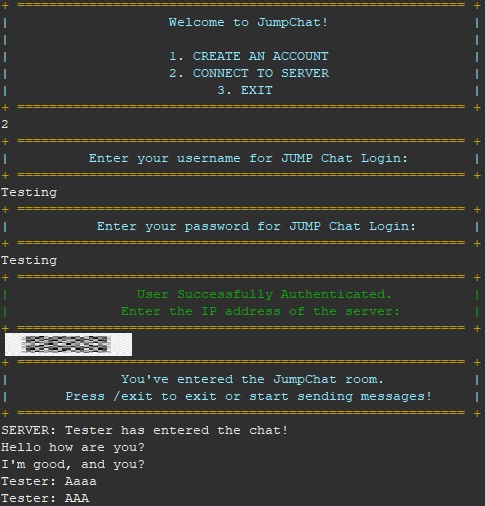 + ======================================================== +
| Welcome to JumpChat! |
| |
| 1. CREATE AN ACCOUNT |
| 2. CONNECT TO SERVER |
| 3. EXIT |
+ ======================================================== +
2
+ ======================================================== +
| Enter your username for JUMP Chat Login: |
+ ======================================================== +
Testing
+ ======================================================== +
| Enter your password for JUMP Chat Login: |
+ ======================================================== +
Testing
+ ======================================================== +
| User Successfully Authenticated. |
| Enter the IP address of the server: |
+ ======================================================== +
+ ======================================================== +
| You've entered the JumpChat room. |
| Press /exit to exit or start sending messages! |
+ ======================================================== +
SERVER: Tester has entered the chat!
Hello how are you?
I'm good, and you?
Tester: Aaaa
Tester: AAA